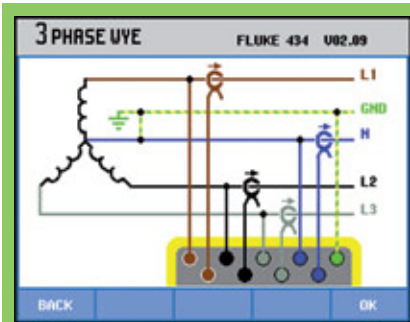 3 PHASE WYE
FLUKE 434 V02.09
L1
GND
N
L2
L3
BACK
OK